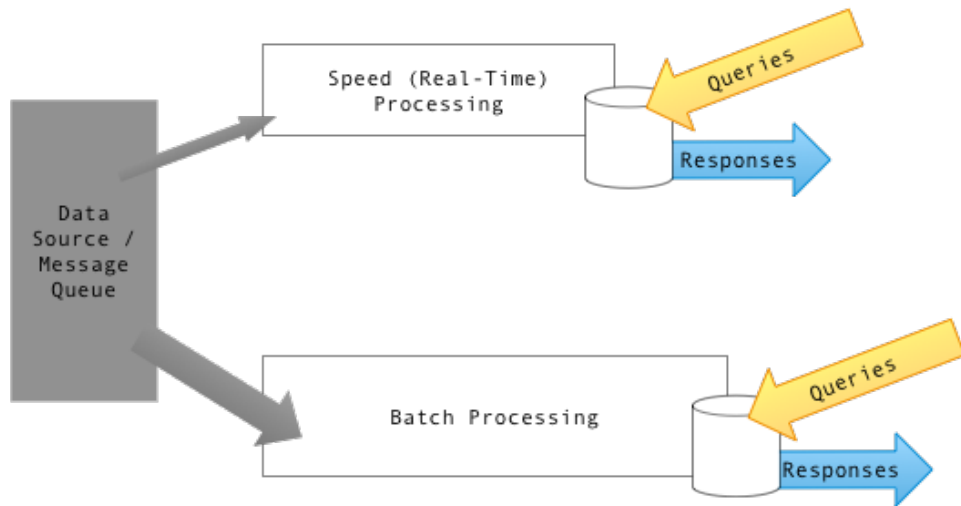 Data
Source /
Message
Queue
Speed (Real-Time)
Processing
Queries
Responses
Batch Processing
Queries
Responses